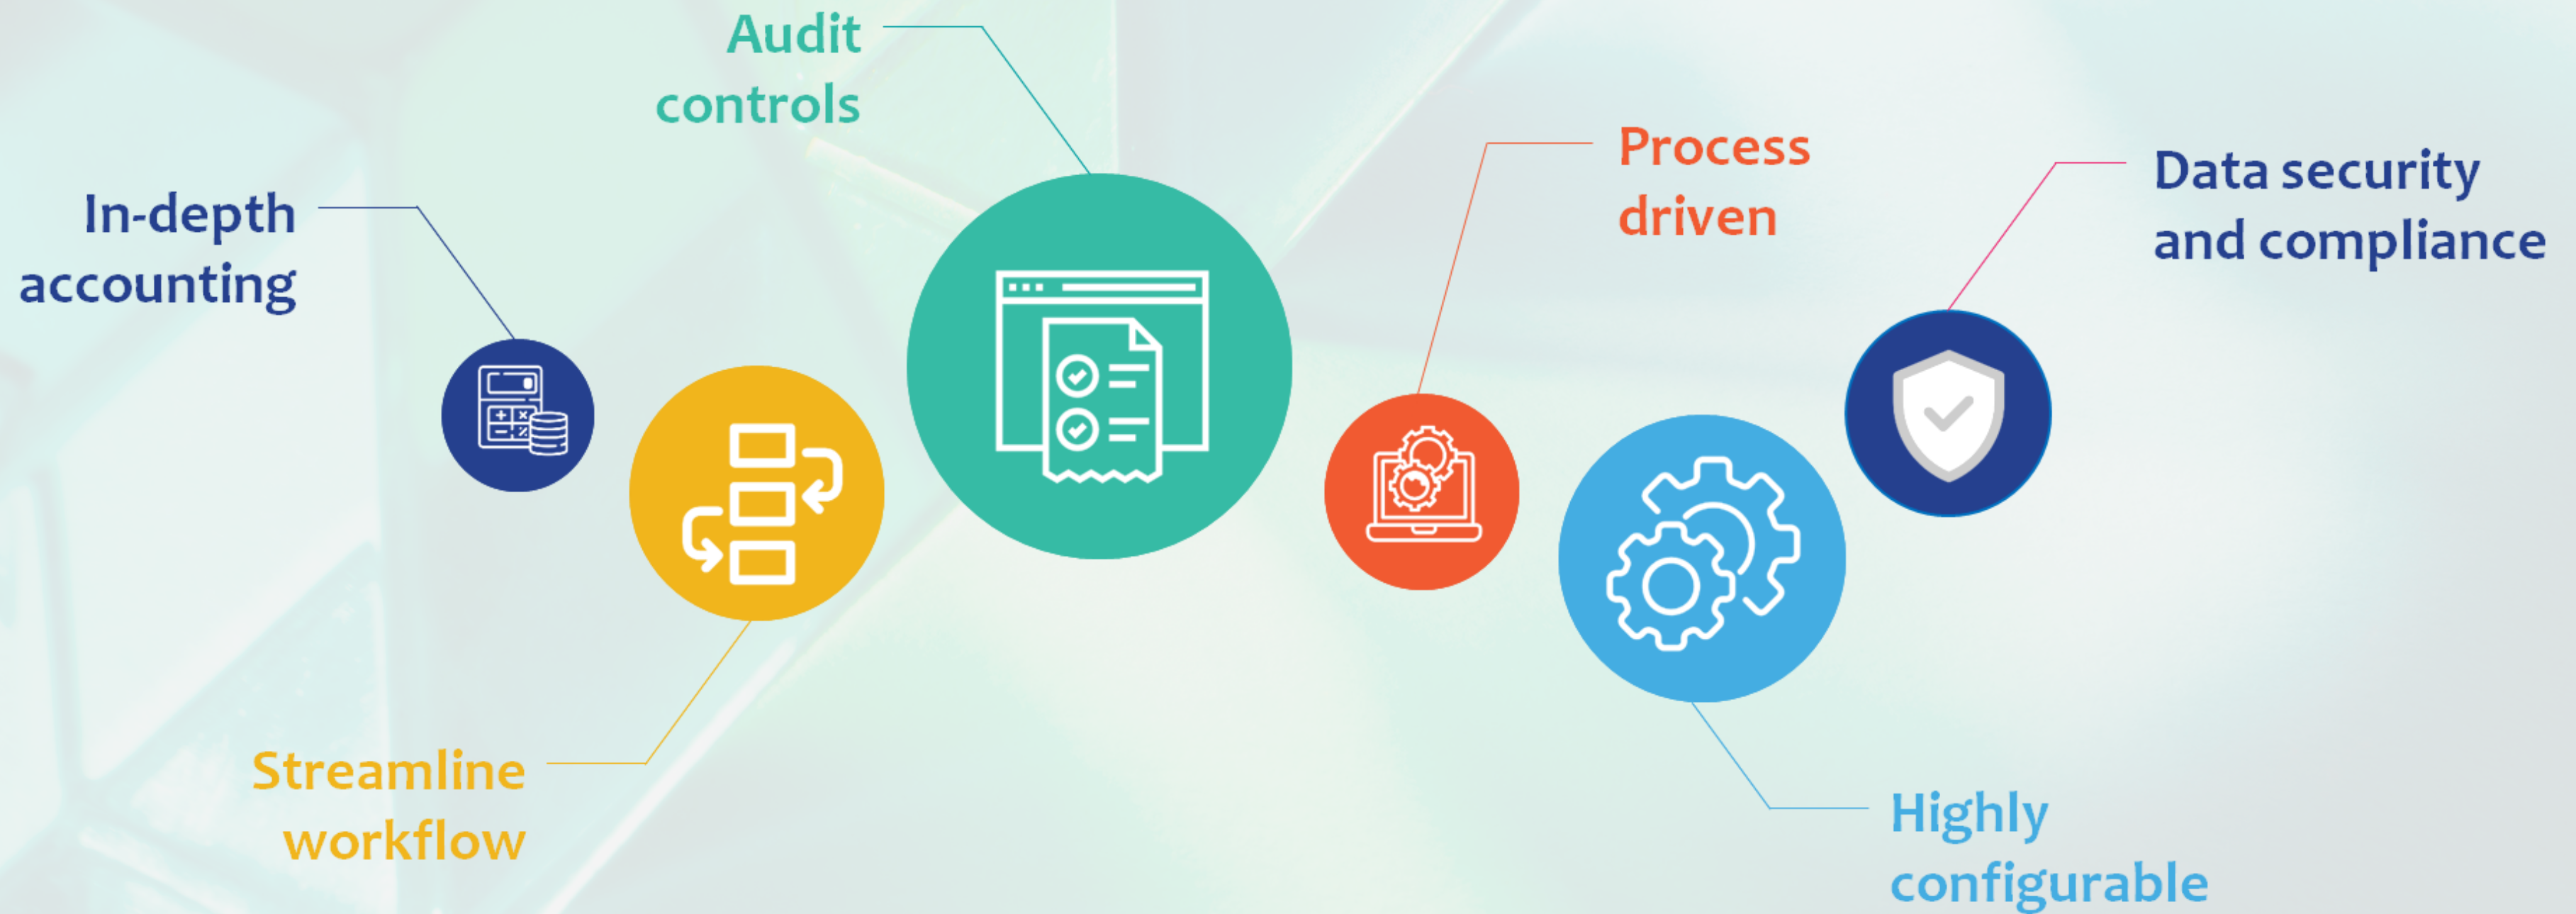 In-depth
accounting
Streamline
workflow
Audit
controls
Process
driven
Highly
configurable
Data security
and compliance